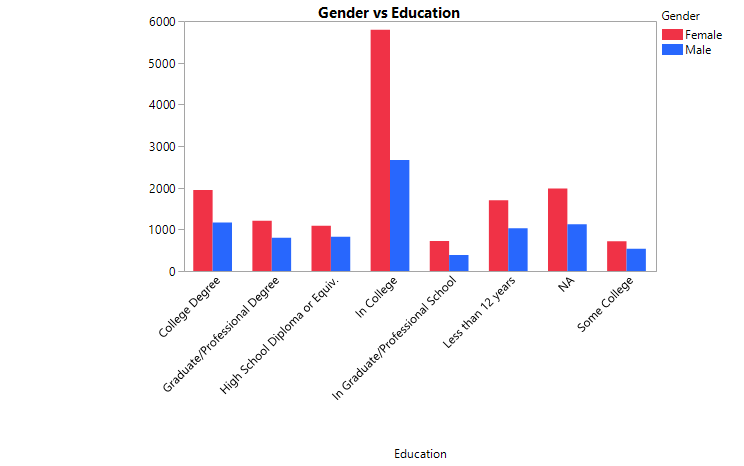 Gender vs Education
Gender
Female
Male
6000
5000
4000
3000
2000
1000
0
College Degree
Graduate/Professional Degree
High School Diploma or Equiv.
In College
In Graduate/Professional School
Less than 12 years
NA
Some College
Education